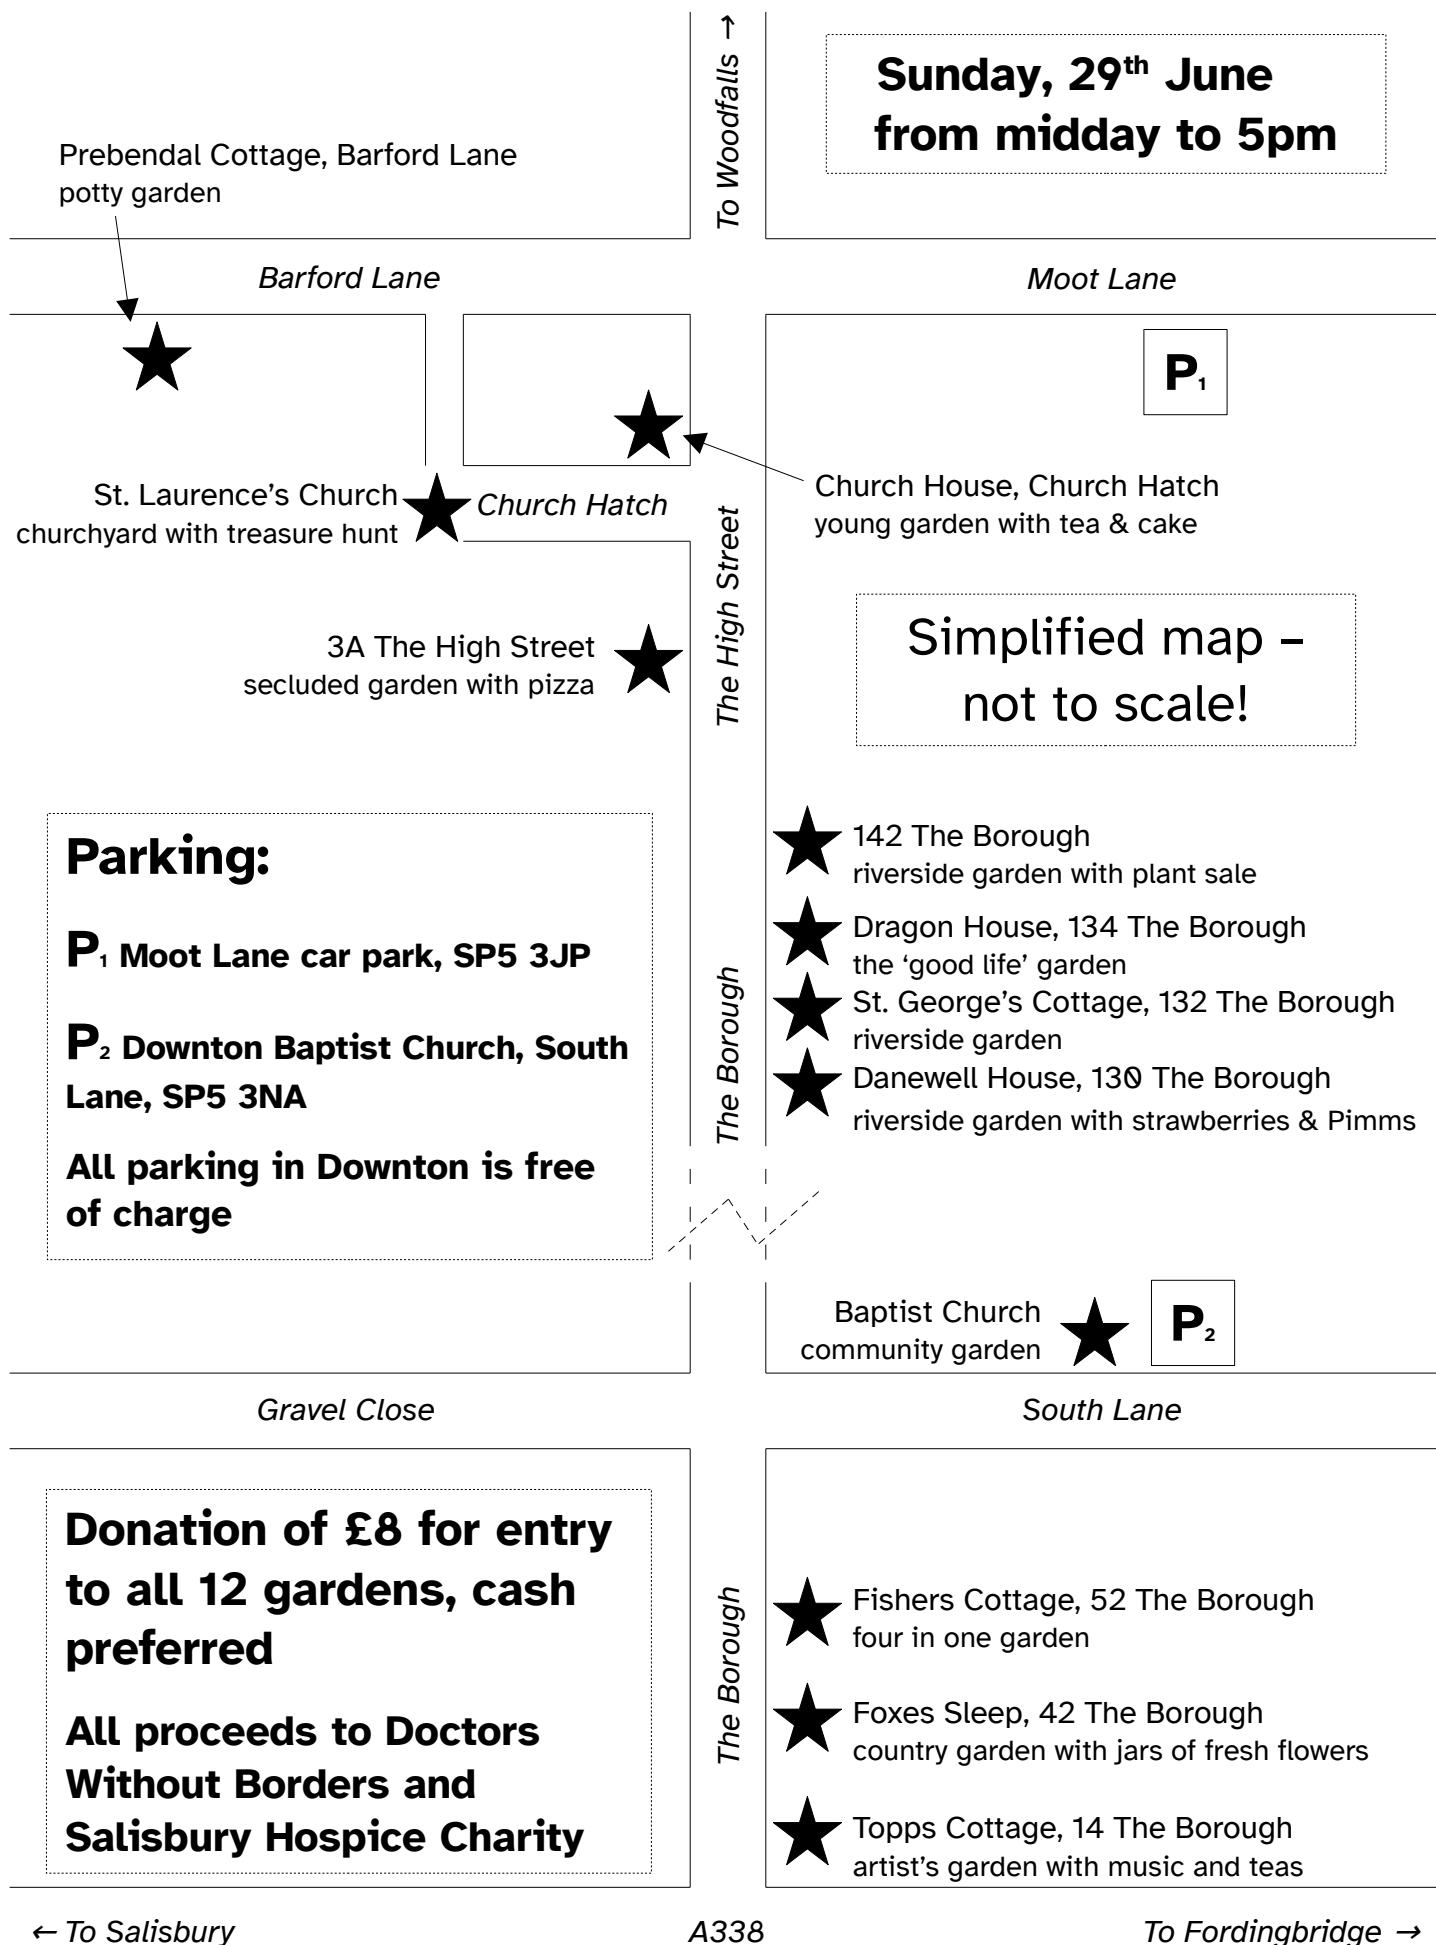 To Woodfalls →
Sunday, 29th June
from midday to 5pm
Prebendal Cottage, Barford Lane
potty garden
Barford Lane
Moot Lane
P1
St. Laurence's Church
churchyard with treasure hunt
Church Hatch
Church House, Church Hatch
young garden with tea & cake
The High Street
Simplified map –
not to scale!
3A The High Street
secluded garden with pizza
Parking:
P1 Moot Lane car park, SP5 3JP
P2 Downton Baptist Church, South
Lane, SP5 3NA
All parking in Downton is free
of charge
The Borough
142 The Borough
riverside garden with plant sale
Dragon House, 134 The Borough
the ‘good life’ garden
St. George’s Cottage, 132 The Borough
riverside garden
Danewell House, 130 The Borough
riverside garden with strawberries & Pimms
Baptist Church
community garden
P2
Gravel Close
South Lane
Donation of £8 for entry
to all 12 gardens, cash
preferred
All proceeds to Doctors
Without Borders and
Salisbury Hospice Charity
The Borough
Fishers Cottage, 52 The Borough
four in one garden
Foxes Sleep, 42 The Borough
country garden with jars of fresh flowers
Topps Cottage, 14 The Borough
artist’s garden with music and teas
← To Salisbury
A338
To Fordingbridge →